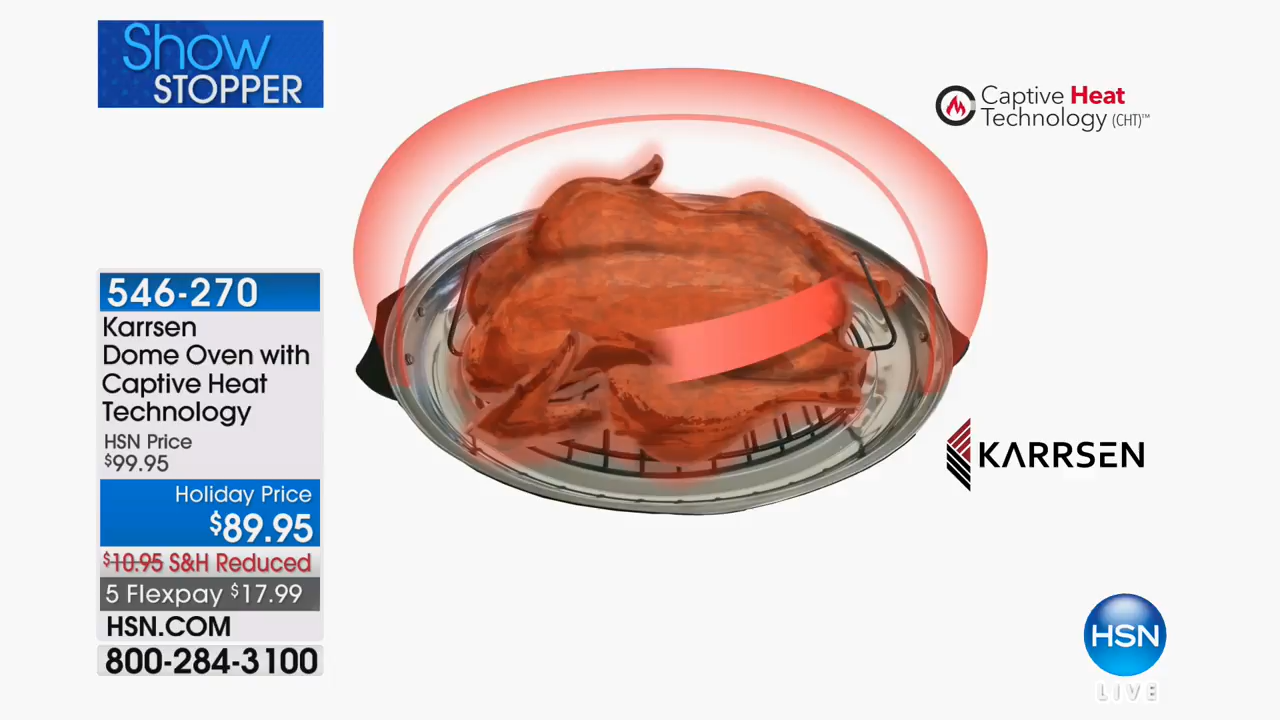 Show
STOPPER
Captive Heat
Technology (CHT)™
546-270
Karrsen
Dome Oven with
Captive Heat
Technology
HSN Price
$99.95
Holiday Price
$89.95
$10.95 S&H Reduced
5 Flexpay $17.99
HSN.COM
800-284-3100
KARRSEN
HSN
LIVE